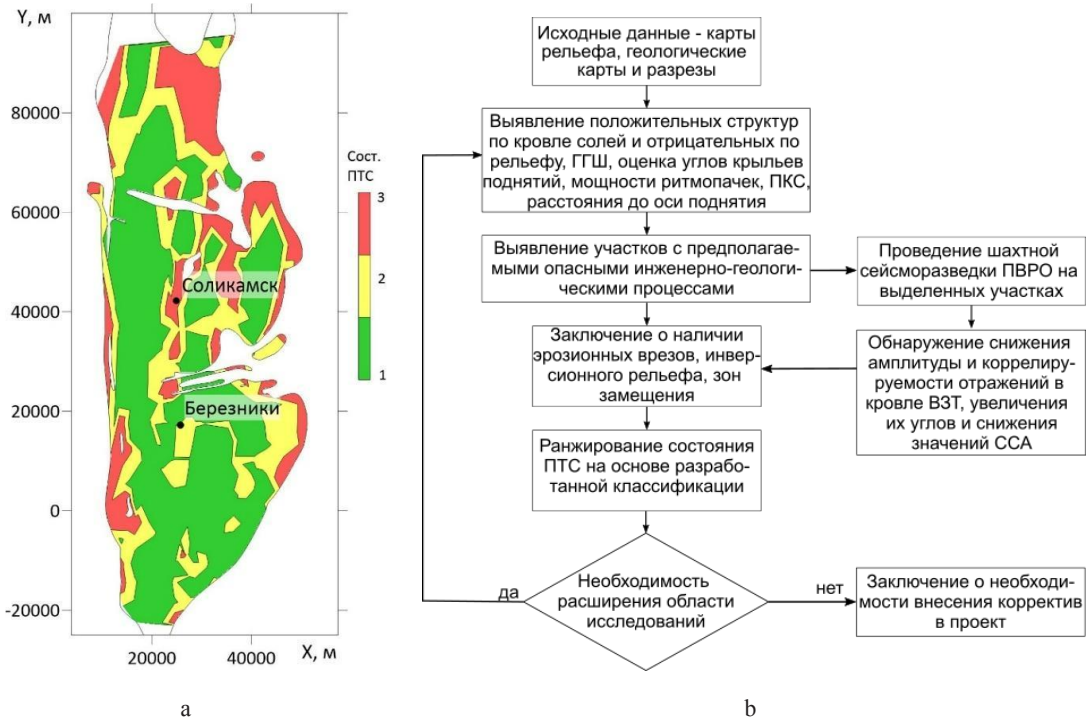 Y, м
80000
60000
40000
20000
0
-20000
20000
40000
X, м
Сост.
ПТС
3
2
1
Соликамск
Березники
а
Исходные данные - карты
рельефа, геологические
карты и разрезы
Выявление положительных структур
по кровле солей и отрицательных по
рельефу, ГГШ, оценка углов крыльев
поднятий, мощности ритмопачек, ПКС,
расстояния до оси поднятия
Выявление участков с предполагае-
мыми опасными инженерно-геологи-
ческими процессами
Проведение шахтной
сейсморазведки ПВРО на
выделенных участках
Заключение о наличии
эрозионных врезов, инвер-
сионного рельефа, зон
замещения
Обнаружение снижения
амплитуды и коррелиру-
руемости отражений в
кровле ВЗТ, увеличения
их углов и снижения
значений ССА
Ранжирование состояния
ПТС на основе разрабо-
танной классификации
Необходимость
расширения области
исследований
да
нет
Заключение о необходи-
мости внесения корректив
в проект
b